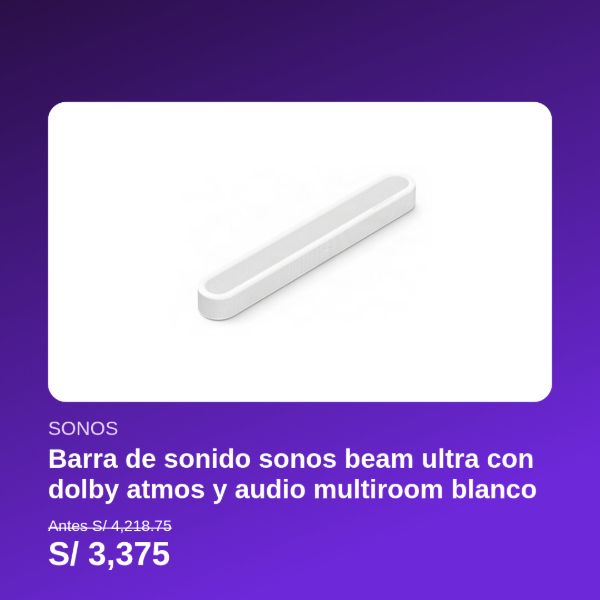 SONOS
Barra de sonido sonos beam ultra con
dolby atmos y audio multiroom blanco
Antes S/ 4,218.75
S/ 3,375